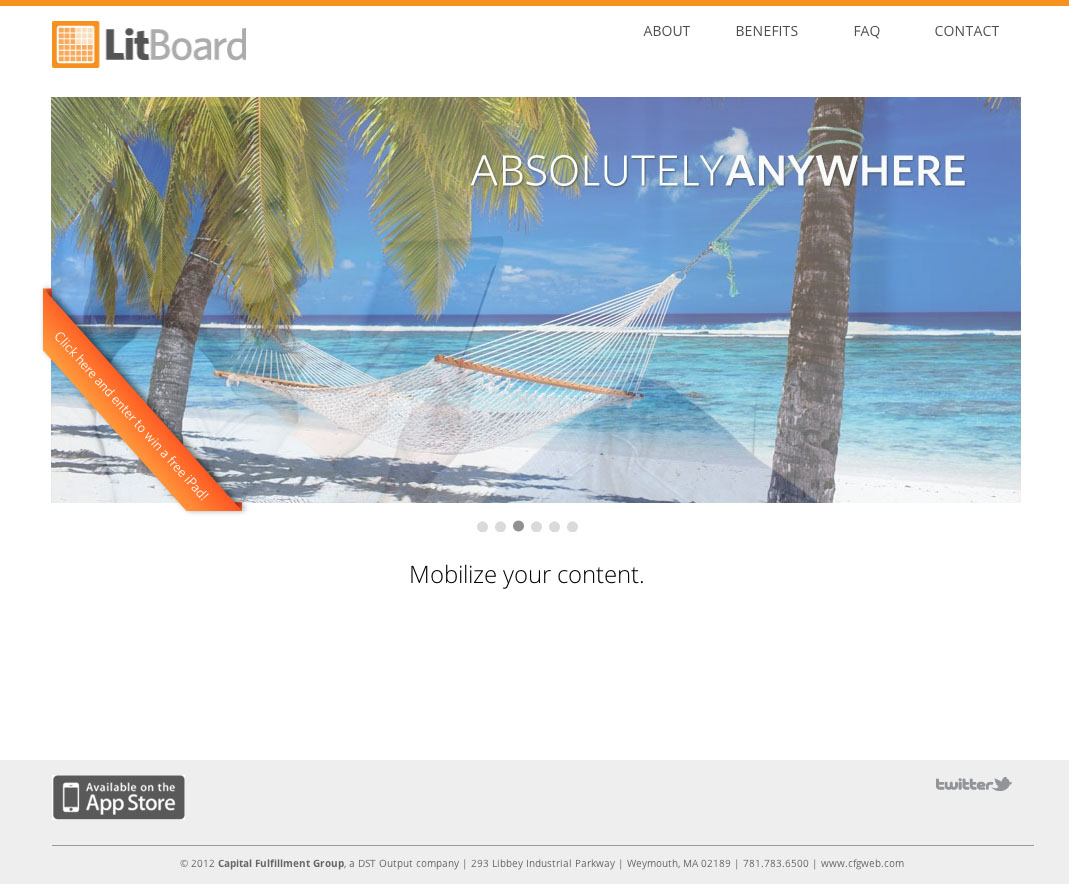 LitBoard
ABOUT BENEFITS FAQ CONTACT
ABSOLUTELYANYWHERE
Click here and enter to win a free iPad!
Mobilize your content.
Available on the
App Store
twitter
© 2012 Capital Fulfillment Group, a DST Output company | 293 Libbey Industrial Parkway | Weymouth, MA 02189 | 781.783.6500 | www.cfgweb.com